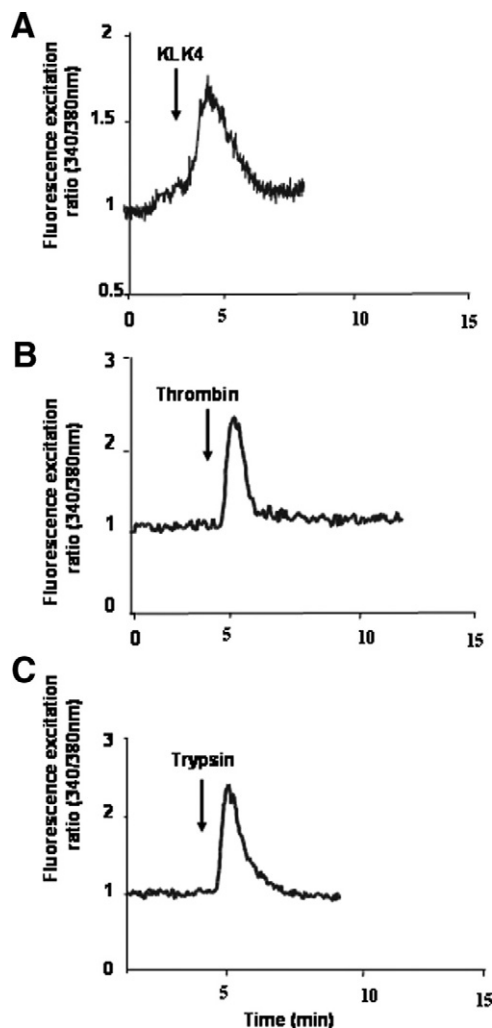 A
2
KLK4
1.5
Fluorescence excitation
ratio (340/380nm)
1
0.5
0
5
10
15
B
3
Thrombin
2
Fluorescence excitation
ratio (340/380nm)
1
0
0
5
10
15
C
3
Trypsin
2
Fluorescence excitation
ratio (340/380nm)
1
0
5
10
15
Time (min)